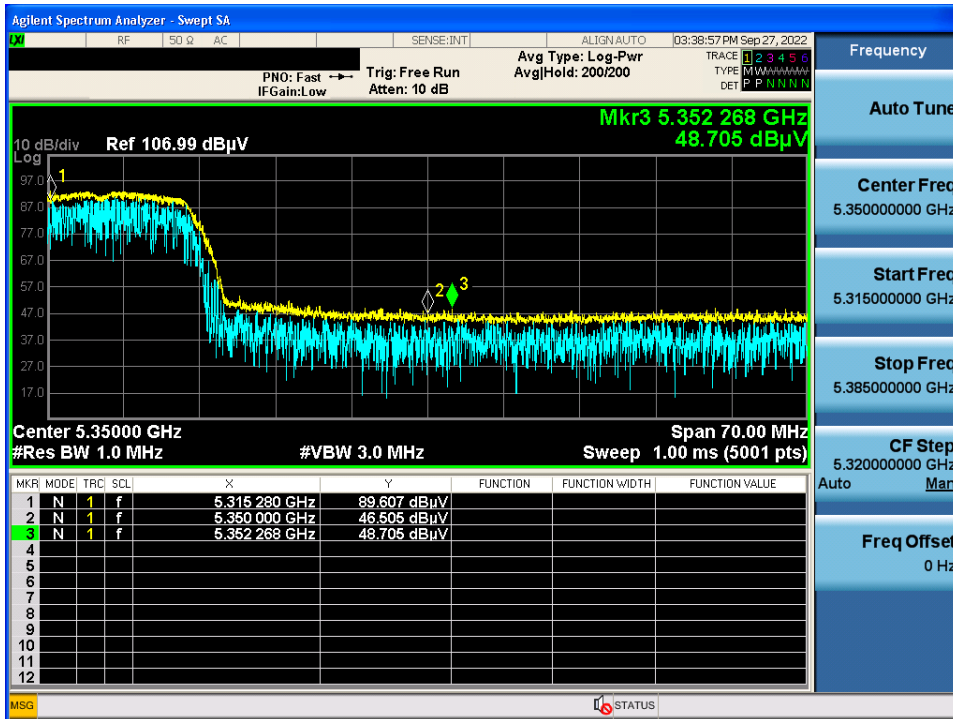 Agilent Spectrum Analyzer - Swept SA
LXI RF 50 Ω AC SENSE:INT ALIGN AUTO 03:38:57 PM Sep 27, 2022
PNO: Fast Trig: Free Run Avg Type: Log-Pwr TRACE 1 2 3 4 5 6
IFGain:Low Atten: 10 dB Avg|Hold: 200/200 TYPE M WWWWW
DET P P N N N N
Mkr3 5.352 268 GHz
48.705 dBµV
10 dB/div Ref 106.99 dBµV
Log
97.0
87.0
77.0
67.0
57.0
47.0
37.0
27.0
17.0
1
2
3
Center 5.35000 GHz Span 70.00 MHz
#Res BW 1.0 MHz #VBW 3.0 MHz Sweep 1.00 ms (5001 pts)
MKR MODE TRC SCL X Y FUNCTION FUNCTION WIDTH FUNCTION VALUE
1 N 1 f 5.315 280 GHz 89.607 dBµV
2 N 1 f 5.350 000 GHz 46.505 dBµV
3 N 1 f 5.352 268 GHz 48.705 dBµV
4
5
6
7
8
9
10
11
12
MSG STATUS
Frequency
Auto Tune
Center Freq
5.350000000 GHz
Start Freq
5.315000000 GHz
Stop Freq
5.385000000 GHz
CF Step
5.320000000 GHz
Auto Man
Freq Offset
0 Hz